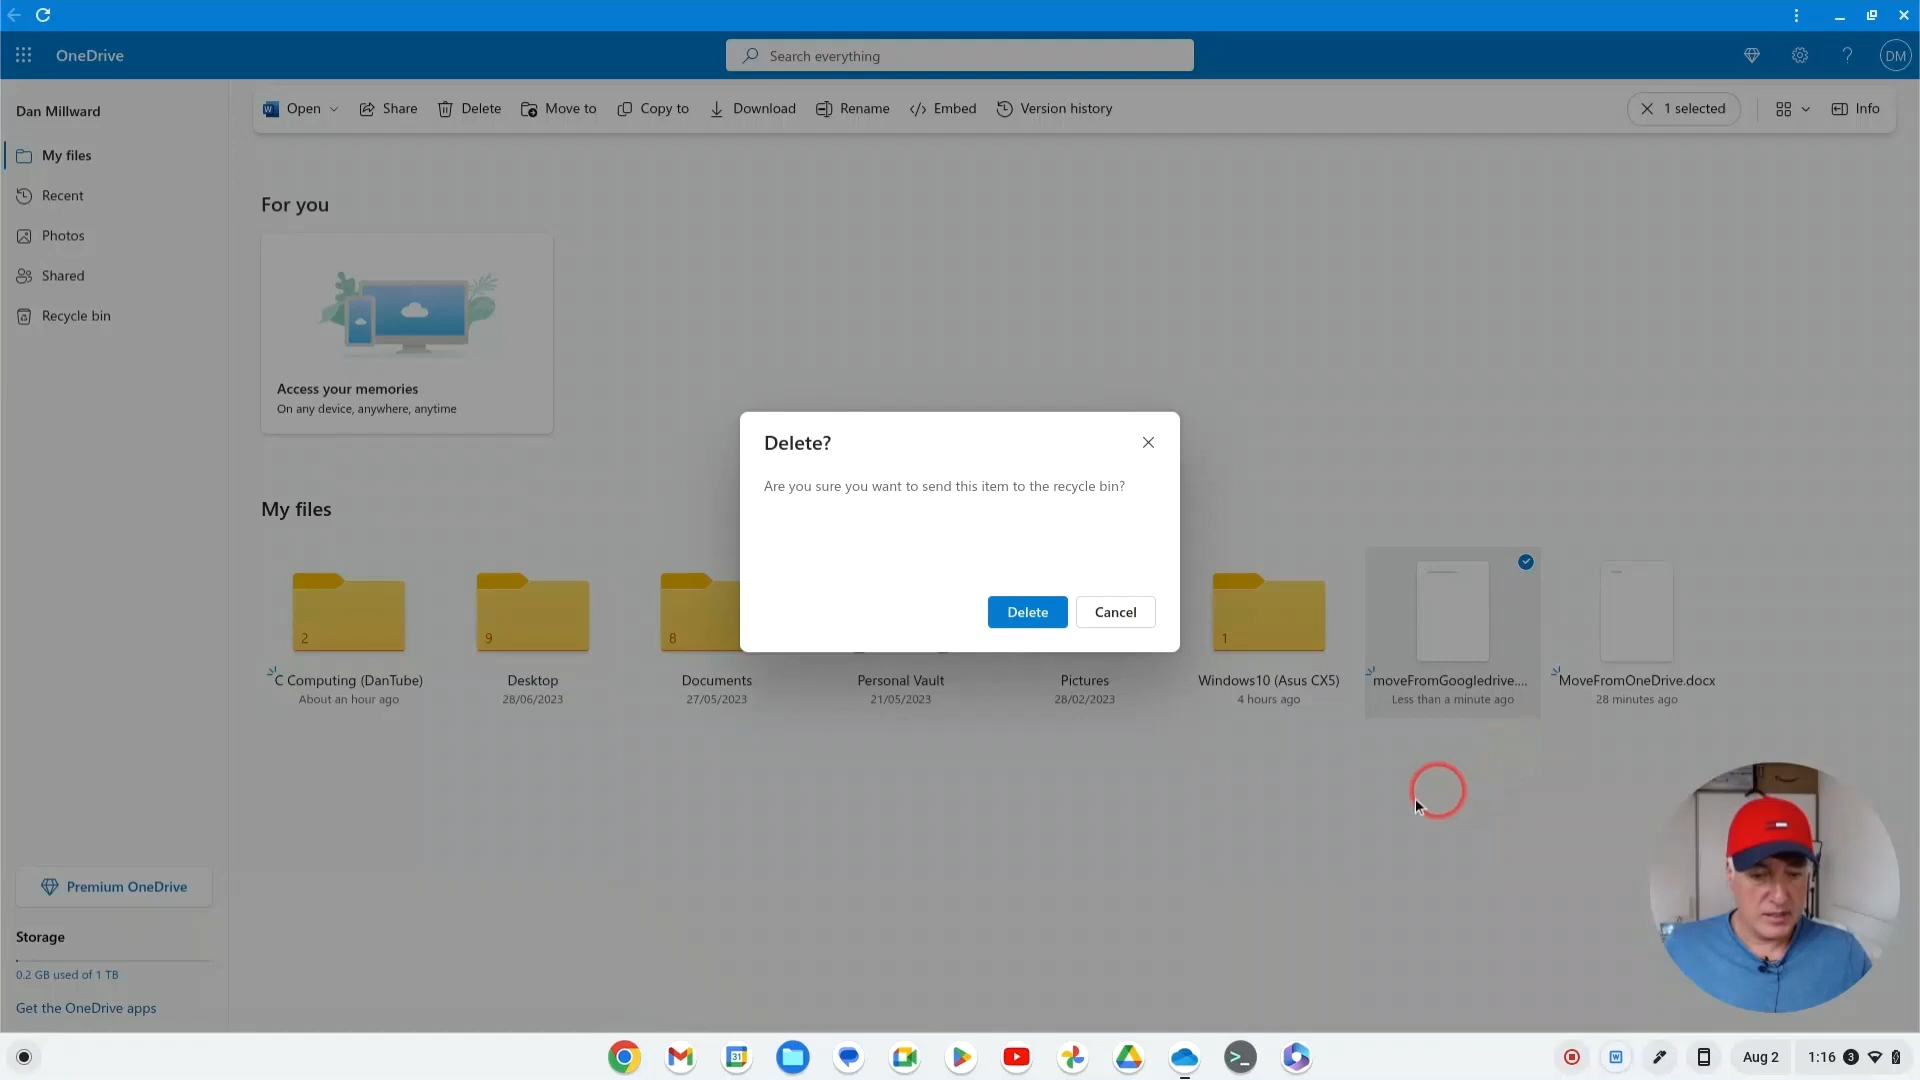 OneDrive
Search everything
DM
Dan Millward
Open
Share
Delete
Move to
Copy to
Download
Rename
Embed
Version history
1 selected
Info
My files
Recent
Photos
Shared
Recycle bin
For you
Access your memories
On any device, anywhere, anytime
Delete?
Are you sure you want to send this item to the recycle bin?
Delete
Cancel
My files
2
9
8
1
C Computing (DanTube)
About an hour ago
Desktop
28/06/2023
Documents
27/05/2023
Personal Vault
21/05/2023
Pictures
28/02/2023
Windows10 (Asus CX5)
4 hours ago
moveFromGoogledrive....
Less than a minute ago
MoveFromOneDrive.docx
28 minutes ago
Premium OneDrive
Storage
0.2 GB used of 1 TB
Get the OneDrive apps
31
Aug 2
1:16
3